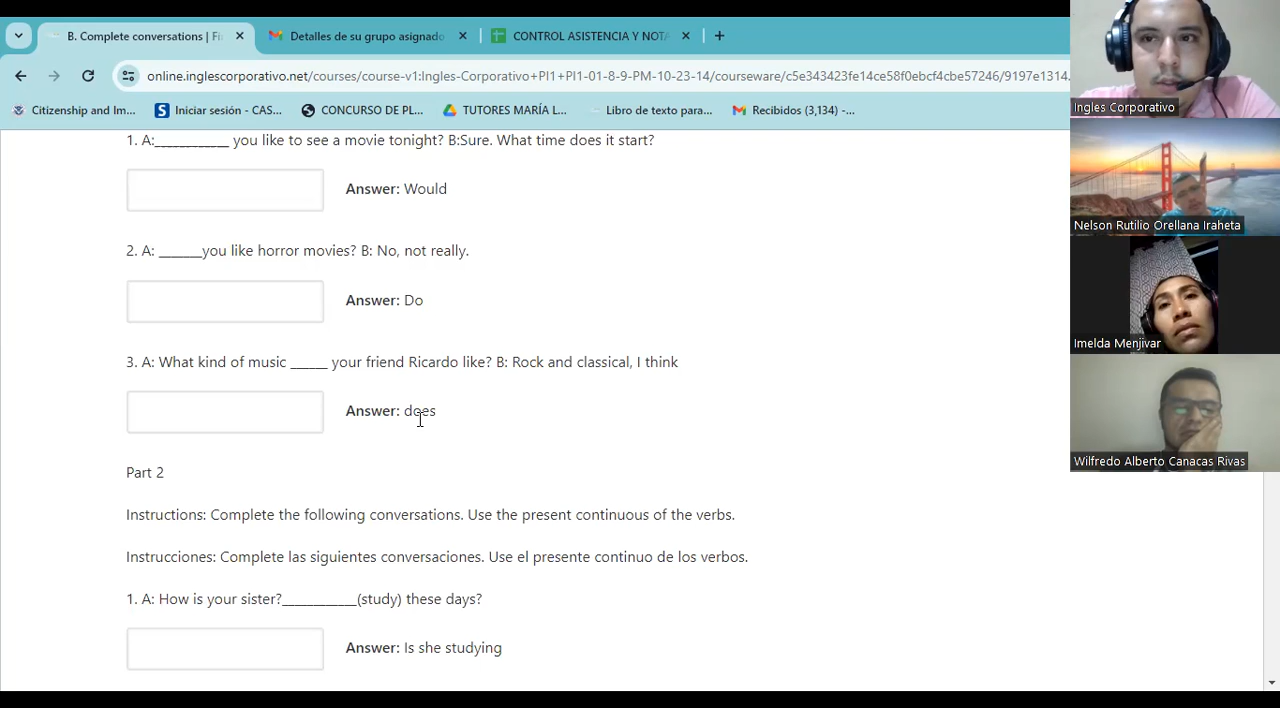 B. Complete conversations | Fi
Detalles de su grupo asignado
CONTROL ASISTENCIA Y NOTA
online.inglescorporativo.net/courses/course-v1:Ingles-Corporativo+PI1+PI1-01-8-9-PM-10-23-14/courseware/c5e343423fe14ce58f0ebcf4cbe57246/9197e1314
Citizenship and Im...
Iniciar sesión - CAS...
CONCURSO DE PL...
TUTORES MARÍA L...
Libro de texto para...
Recibidos (3,134) -...
1. A:____________ you like to see a movie tonight? B:Sure. What time does it start?
Answer: Would
2. A: _______you like horror movies? B: No, not really.
Answer: Do
3. A: What kind of music ______ your friend Ricardo like? B: Rock and classical, I think
Answer: does
Part 2
Instructions: Complete the following conversations. Use the present continuous of the verbs.
Instrucciones: Complete las siguientes conversaciones. Use el presente continuo de los verbos.
1. A: How is your sister?____________(study) these days?
Answer: Is she studying
Ingles Corporativo
Nelson Rutilio Orellana Iraheta
Imelda Menjivar
Wilfredo Alberto Canacas Rivas